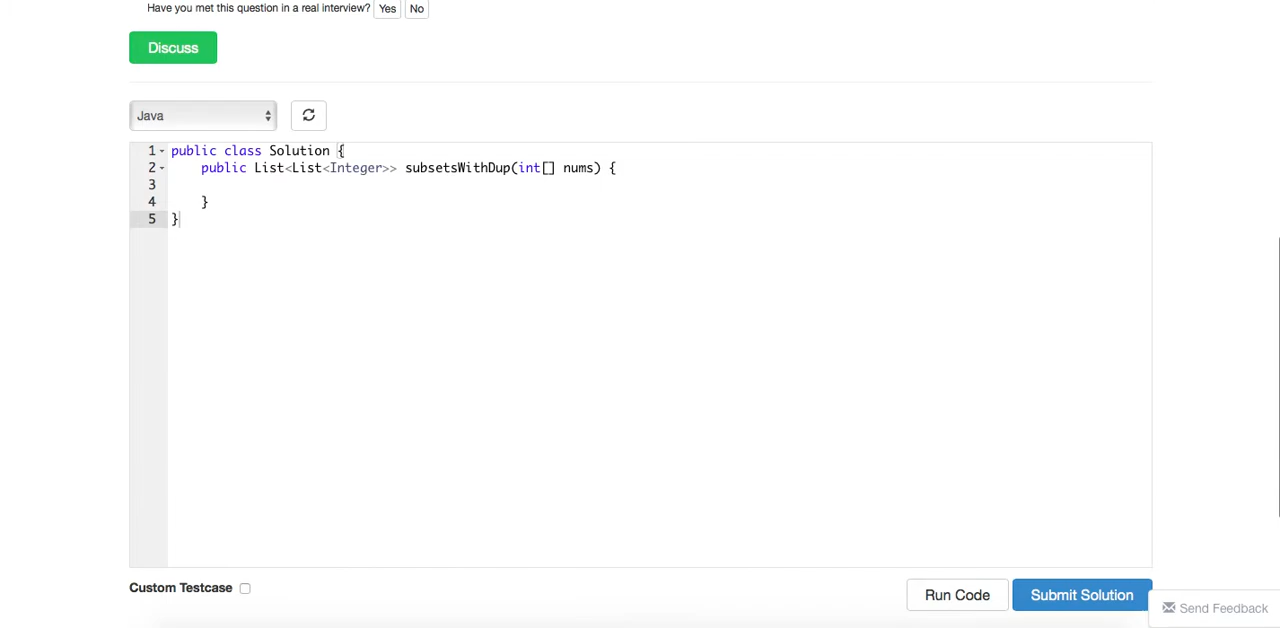 Have you met this question in a real interview? Yes No
Discuss
Java
1 public class Solution {
2 public List<List<Integer>> subsetsWithDup(int[] nums) {
3
4 }
5 }
Custom Testcase
Run Code
Submit Solution
Send Feedback